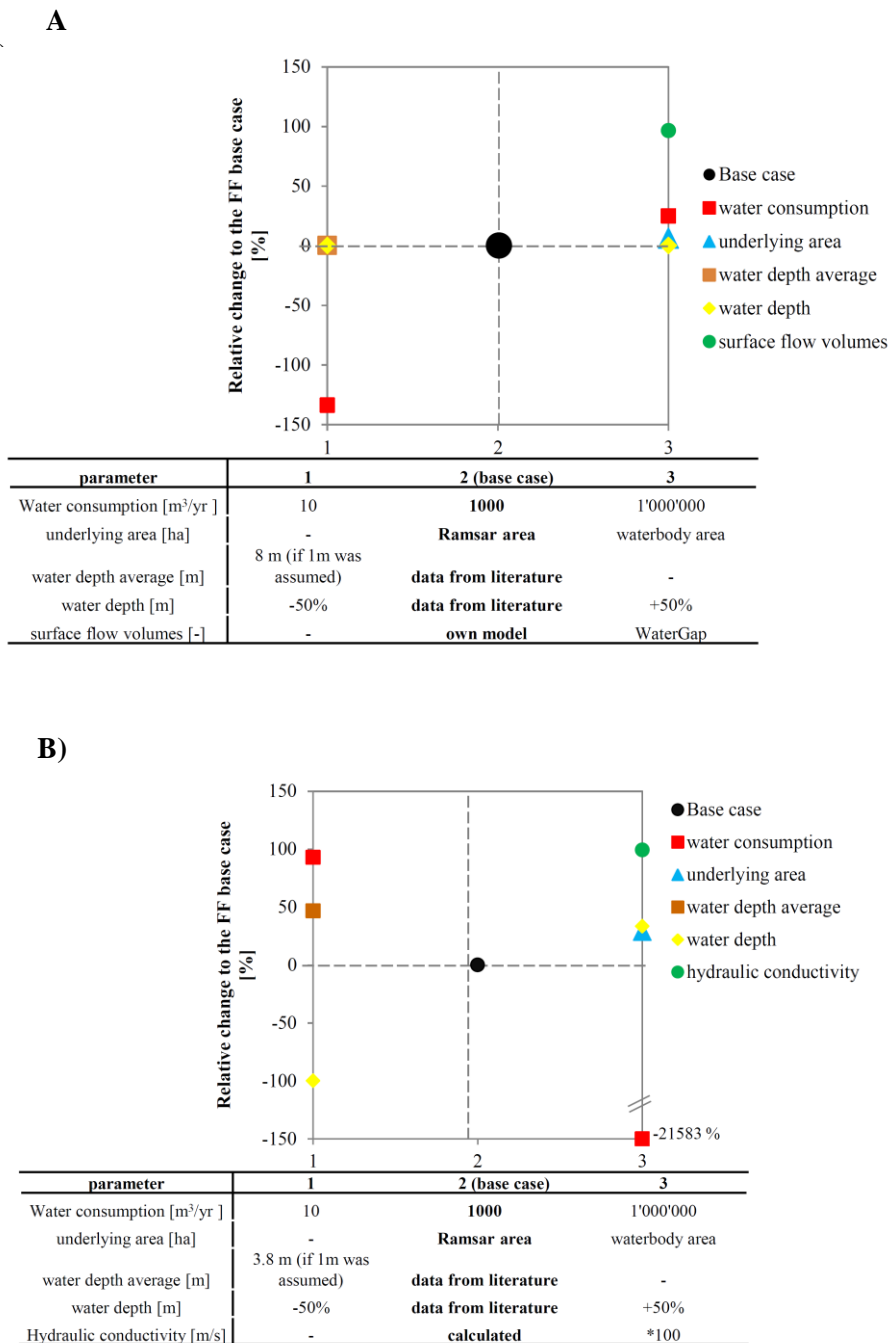 A
150
100
50
0
-50
-100
-150
Relative change to the FF base case
[%]
1 2 3
Base case
water consumption
underlying area
water depth average
water depth
surface flow volumes
parameter 1 2 (base case) 3
Water consumption [m³/yr ] 10 1000 1'000'000
underlying area [ha] - Ramsar area waterbody area
water depth average [m] 8 m (if 1m was
assumed) data from literature -
water depth [m] -50% data from literature +50%
surface flow volumes [-] - own model WaterGap
B)
150
100
50
0
-50
-100
-150
Relative change to the FF base case
[%]
-21583 %
1 2 3
Base case
water consumption
underlying area
water depth average
water depth
hydraulic conductivity
parameter 1 2 (base case) 3
Water consumption [m³/yr ] 10 1000 1'000'000
underlying area [ha] - Ramsar area waterbody area
water depth average [m] 3.8 m (if 1m was
assumed) data from literature -
water depth [m] -50% data from literature +50%
Hydraulic conductivity [m/s] - calculated *100